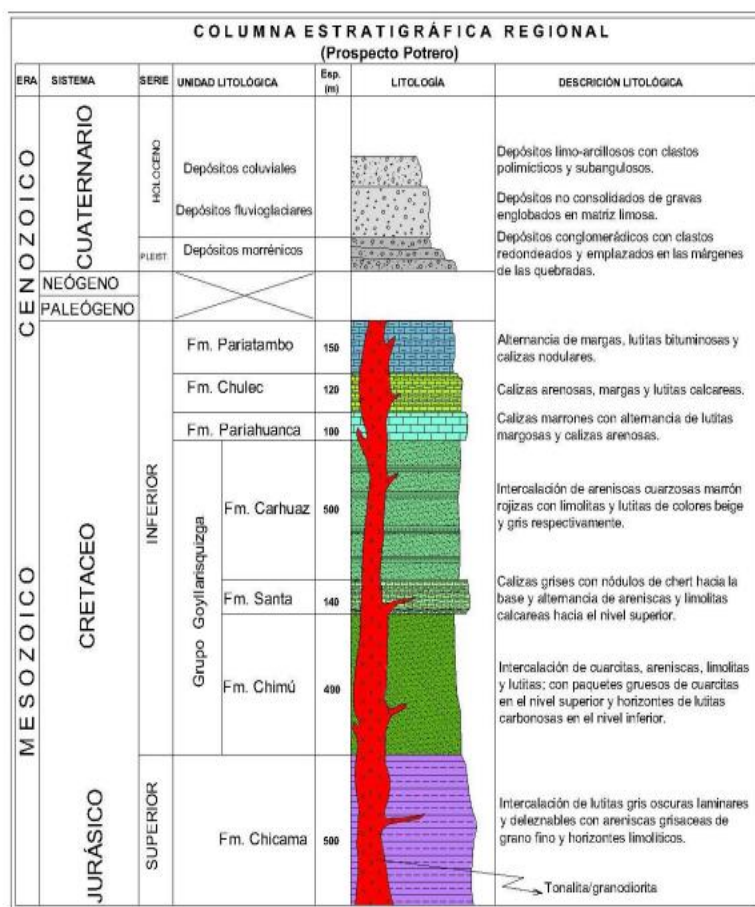 COLUMNA ESTRATIGRÁFICA REGIONAL
(Prospecto Potrero)
ERA
SISTEMA
SERIE
UNIDAD LITOLÓGICA
Esp. (m)
LITOLOGÍA
DESCRICIÓN LITOLÓGICA
CENOZOICO
CUATERNARIO
HOLOCENO
Depósitos coluviales
Depósitos limo-arcillosos con clastos
polimícticos y subangulosos.
Depósitos fluvioglaciares
Depósitos no consolidados de gravas
englobados en matriz limosa.
PLEIST.
Depósitos morrénicos
Depósitos conglomerádicos con clastos
redondeados y emplazados en las márgenes
de las quebradas.
NEÓGENO
PALEÓGENO
MESOZOICO
CRETACEO
INFERIOR
Fm. Pariatambo
150
Alternancia de margas, lutitas bituminosas y
calizas nodulares.
Fm. Chulec
120
Calizas arenosas, margas y lutitas calcareas.
Fm. Pariahuanca
100
Calizas marrones con alternancia de lutitas
margosas y calizas arenosas.
Grupo Goyllarisquizga
Fm. Carhuaz
500
Intercalación de areniscas cuarzosas marrón
rojizas con limolitas y lutitas de colores beige
y gris respectivamente.
Fm. Santa
140
Calizas grises con nódulos de chert hacia la
base y alternancia de areniscas y limolitas
calcareas hacia el nivel superior.
Fm. Chimú
490
Intercalación de cuarcitas, areniscas, limolitas
y lutitas; con paquetes gruesos de cuarcitas
en el nivel superior y horizontes de lutitas
carbonosas en el nivel inferior.
JURÁSICO
SUPERIOR
Fm. Chicama
500
Intercalación de lutitas gris oscuras laminares
y deleznables con areniscas grisaceas de
grano fino y horizontes limolíticos.
Tonalita/granodiorita